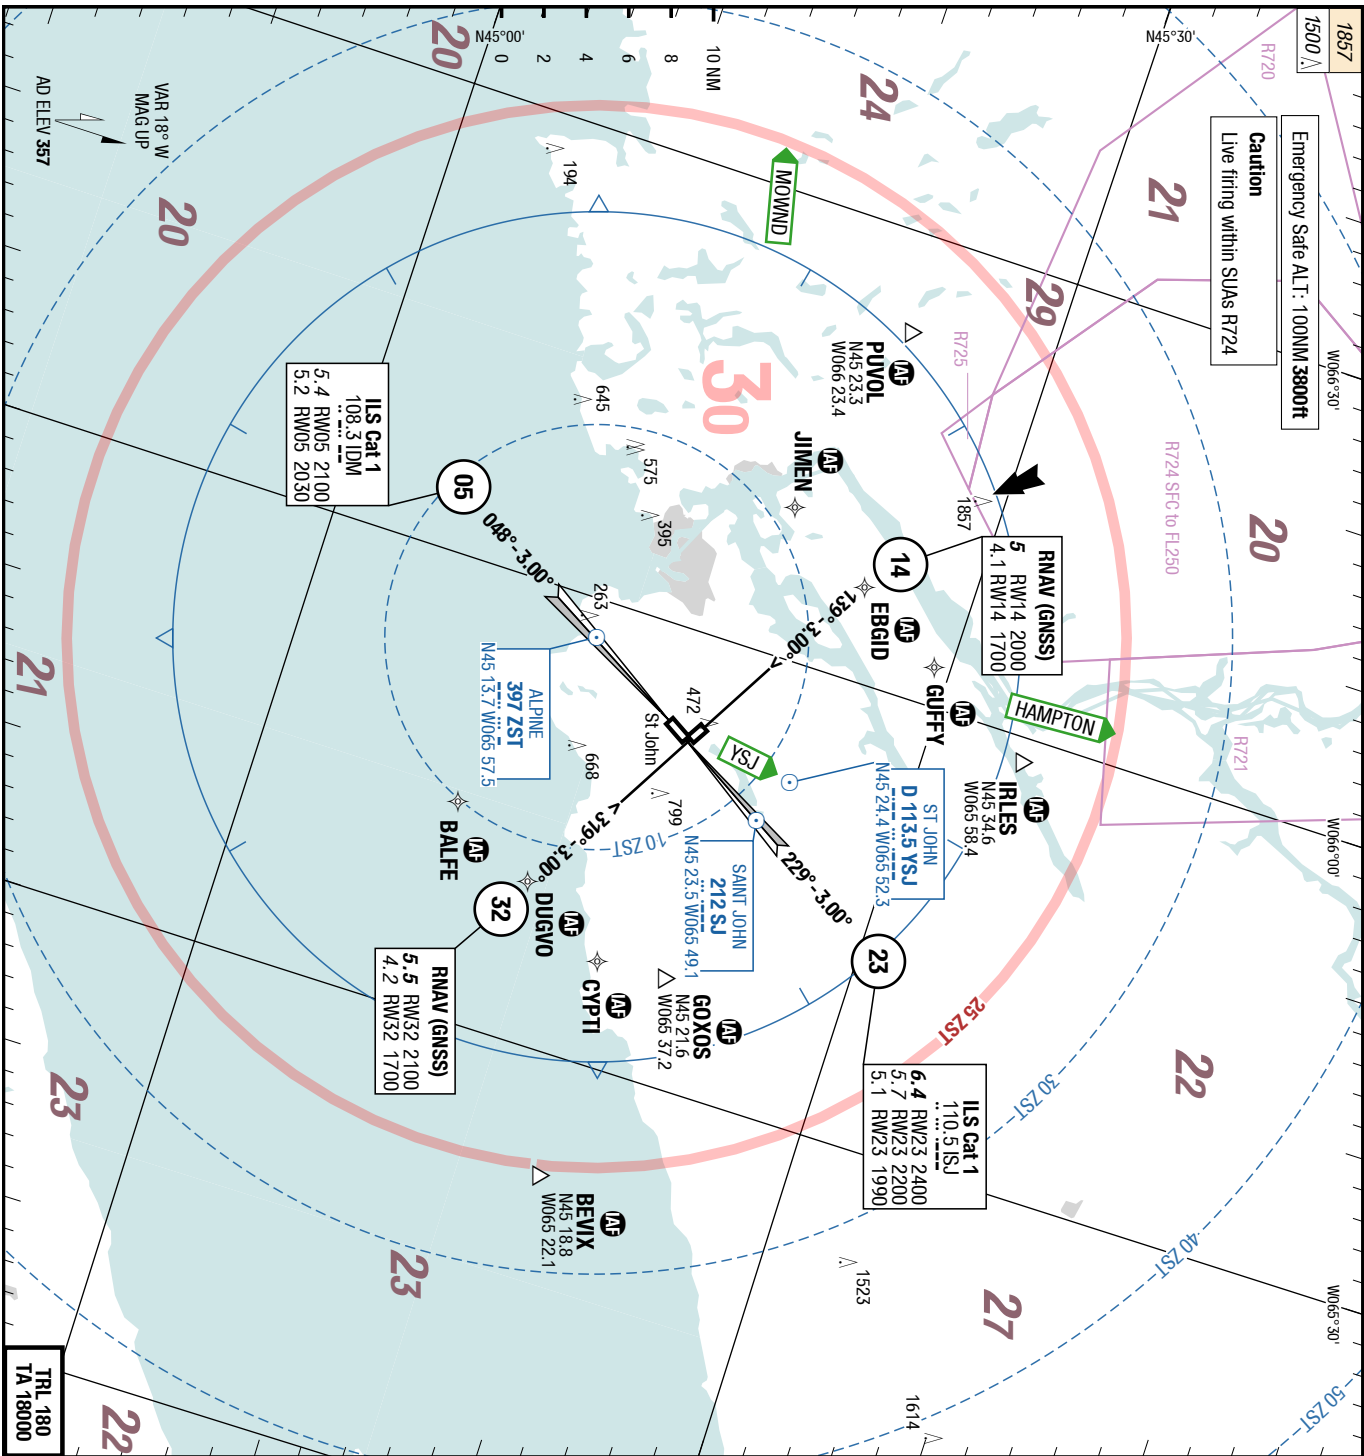 1857
1500
Emergency Safe ALT: 100NM 3800ft
Caution
Live firing within SUAs R724
R720
N45°30'
W066°30'
R724 SFC to FL250
W066°00'
W065°30'
21
20
22
27
29
24
20
20
21
23
23
22
30
N45°00'
0
2
4
6
8
10 NM
VAR 18° W
MAG UP
AD ELEV 357
MOWND
194
R725
1857
IAF
PUVOL
N45 23.3
W066 23.4
IAF
JIMEN
14
RNAV (GNSS)
5 RW14 2000
4.1 RW14 1700
IAF
EBGID
139°-3.00°
IAF
GUFFY
HAMPTON
R721
IAF
IRLES
N45 34.6
W065 58.4
645
575
395
263
472
St John
YSJ
ST JOHN
D 113.5 YSJ
N45 24.4 W065 52.3
ILS Cat 1
108.3 IDM
5.4 RW05 2100
5.2 RW05 2030
05
048°-3.00°
ALPINE
397 ZST
N45 13.7 W065 57.5
668
799
SAINT JOHN
212 SJ
N45 23.5 W065 49.1
229°-3.00°
23
10 ZST
319°-3.00°
IAF
BALFE
32
IAF
DUGVO
IAF
CYPTI
IAF
GOXOS
N45 21.6
W065 37.2
RNAV (GNSS)
5.5 RW32 2100
4.2 RW32 1700
25 ZST
30 ZST
40 ZST
50 ZST
ILS Cat 1
110.5 ISJ
6.4 RW23 2400
5.7 RW23 2200
5.1 RW23 1990
IAF
BEVIX
N45 18.8
W065 22.1
1523
1614
TRL 180
TA 18000